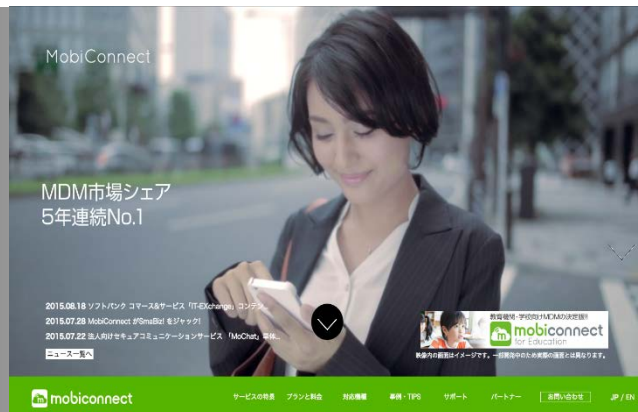 MobiConnect
MDM市場シェア
5年連続No.1
2015.08.18 ソフトバンク コマース&サービス「IT-EXchange」コンテン...
2015.07.28 MobiConnect がSmaBiz! をジャック!
2015.07.22 法人向けセキュアコミュニケーションサービス 「MoChat」
ニュース一覧へ
教育機関・学校向けMDMの決定版!!
mobiconnect
for Education
映像内の画面はイメージです。一部開発中のため実際の画面とは異なります。
mobiconnect
サービスの特長 プランと料金 対応機種 事例・TIPS サポート パートナー お問い合わせ JP / EN